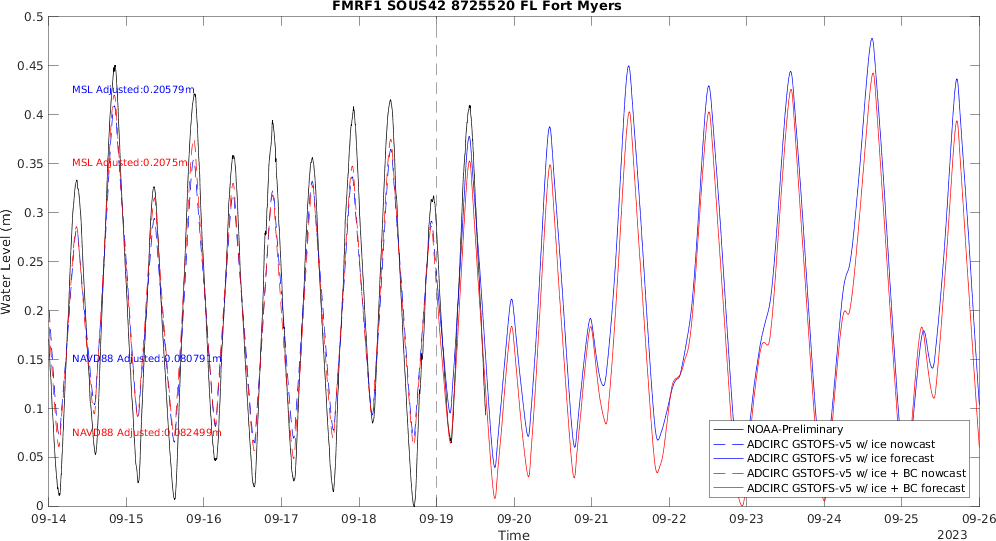 FMRF1 SOUS42 8725520 FL Fort Myers
0.5
0.45
0.4
0.35
0.3
0.25
0.2
0.15
0.1
0.05
0
Water Level (m)
MSL Adjusted:0.20579m
MSL Adjusted:0.2075m
NAVD88 Adjusted:0.080791m
NAVD88 Adjusted:0.082499m
NOAA-Preliminary
ADCIRC GSTOFS-v5 w/ ice nowcast
ADCIRC GSTOFS-v5 w/ ice forecast
ADCIRC GSTOFS-v5 w/ ice + BC nowcast
ADCIRC GSTOFS-v5 w/ ice + BC forecast
09-14 09-15 09-16 09-17 09-18 09-19 09-20 09-21 09-22 09-23 09-24 09-25 09-26
Time
2023